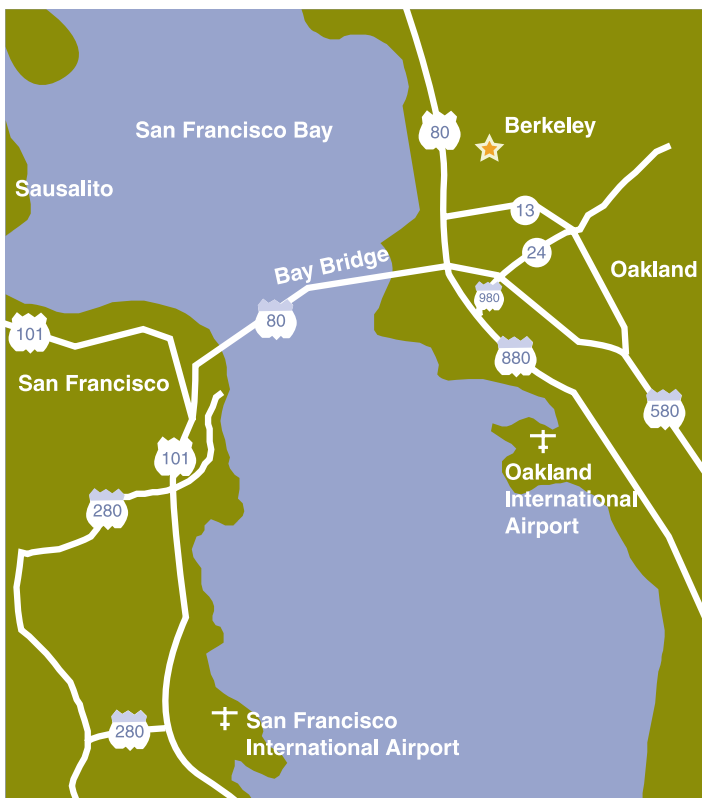 San Francisco Bay
80
Berkeley
Sausalito
13
24
Bay Bridge
Oakland
980
80
101
880
San Francisco
580
101
Oakland
International
Airport
280
San Francisco
International Airport
280